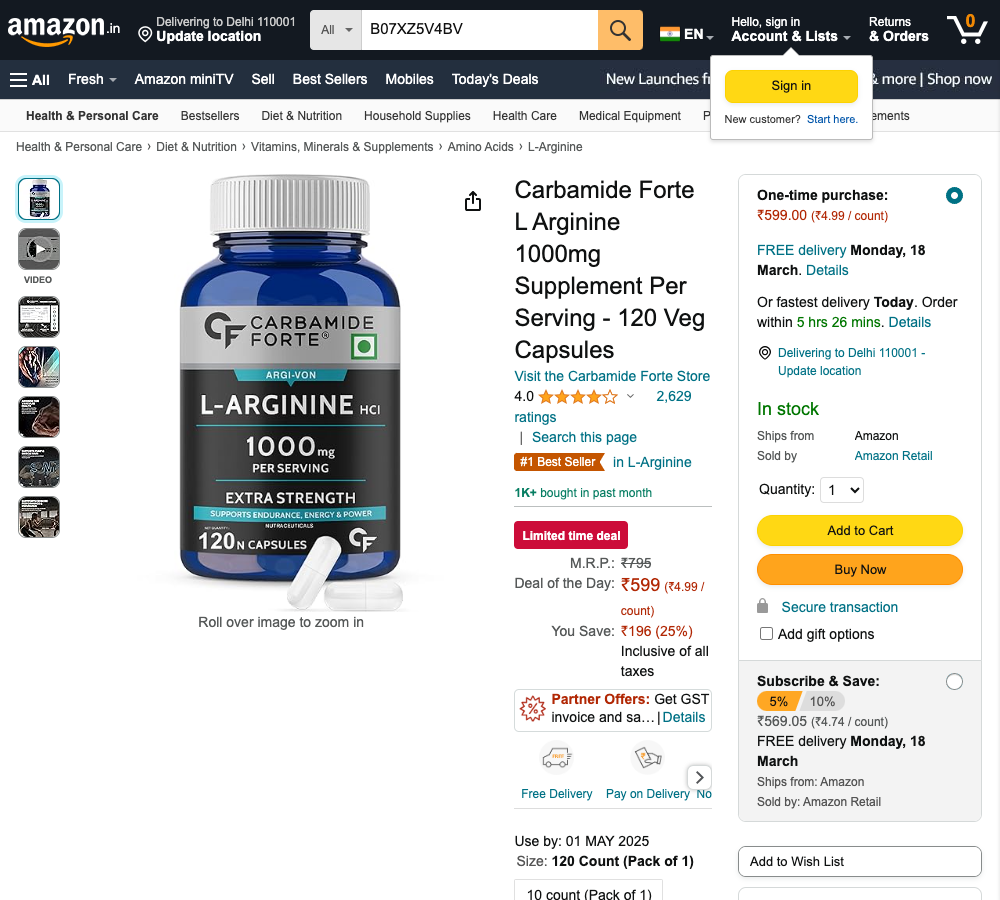 amazon.in
Delivering to Delhi 110001
Update location
All
B07XZ5V4BV
EN
Hello, sign in
Account & Lists
Returns
& Orders
0
All
Fresh
Amazon miniTV
Sell
Best Sellers
Mobiles
Today's Deals
New Launches fr
& more | Shop now
Sign in
New customer? Start here.
Health & Personal Care
Bestsellers
Diet & Nutrition
Household Supplies
Health Care
Medical Equipment
P
ements
Health & Personal Care › Diet & Nutrition › Vitamins, Minerals & Supplements › Amino Acids › L-Arginine
VIDEO
CF CARBAMIDE
FORTE®
ARGI-VON
L-ARGININE HCl
1000mg
PER SERVING
EXTRA STRENGTH
SUPPORTS ENDURANCE, ENERGY & POWER
NUTRACEUTICALS
120N CAPSULES
CF
Roll over image to zoom in
Carbamide Forte
L Arginine
1000mg
Supplement Per
Serving - 120 Veg
Capsules
Visit the Carbamide Forte Store
4.0
2,629
ratings
| Search this page
#1 Best Seller in L-Arginine
1K+ bought in past month
Limited time deal
M.R.P.: ₹795
Deal of the Day: ₹599 (₹4.99 /
count)
You Save: ₹196 (25%)
Inclusive of all
taxes
Partner Offers: Get GST
invoice and sa… | Details
Free Delivery
Pay on Delivery
No
Use by: 01 MAY 2025
Size: 120 Count (Pack of 1)
10 count (Pack of 1)
One-time purchase:
₹599.00 (₹4.99 / count)
FREE delivery Monday, 18
March. Details
Or fastest delivery Today. Order
within 5 hrs 26 mins. Details
Delivering to Delhi 110001 -
Update location
In stock
Ships from Amazon
Sold by Amazon Retail
Quantity: 1
Add to Cart
Buy Now
Secure transaction
Add gift options
Subscribe & Save:
5% 10%
₹569.05 (₹4.74 / count)
FREE delivery Monday, 18
March
Ships from: Amazon
Sold by: Amazon Retail
Add to Wish List